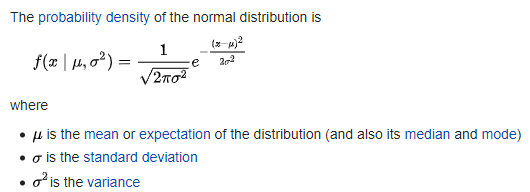 The probability density of the normal distribution is
f(x | μ, σ²) = 1 / √(2πσ²) e^(−(x−μ)² / 2σ²)
where
• μ is the mean or expectation of the distribution (and also its median and mode)
• σ is the standard deviation
• σ² is the variance